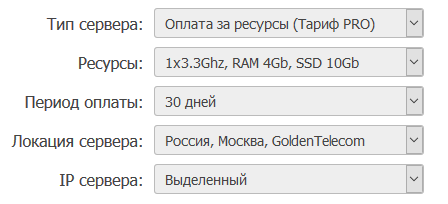 Тип сервера: Оплата за ресурсы (Тариф PRO)
Ресурсы: 1x3.3Ghz, RAM 4Gb, SSD 10Gb
Период оплаты: 30 дней
Локация сервера: Россия, Москва, GoldenTelecom
IP сервера: Выделенный